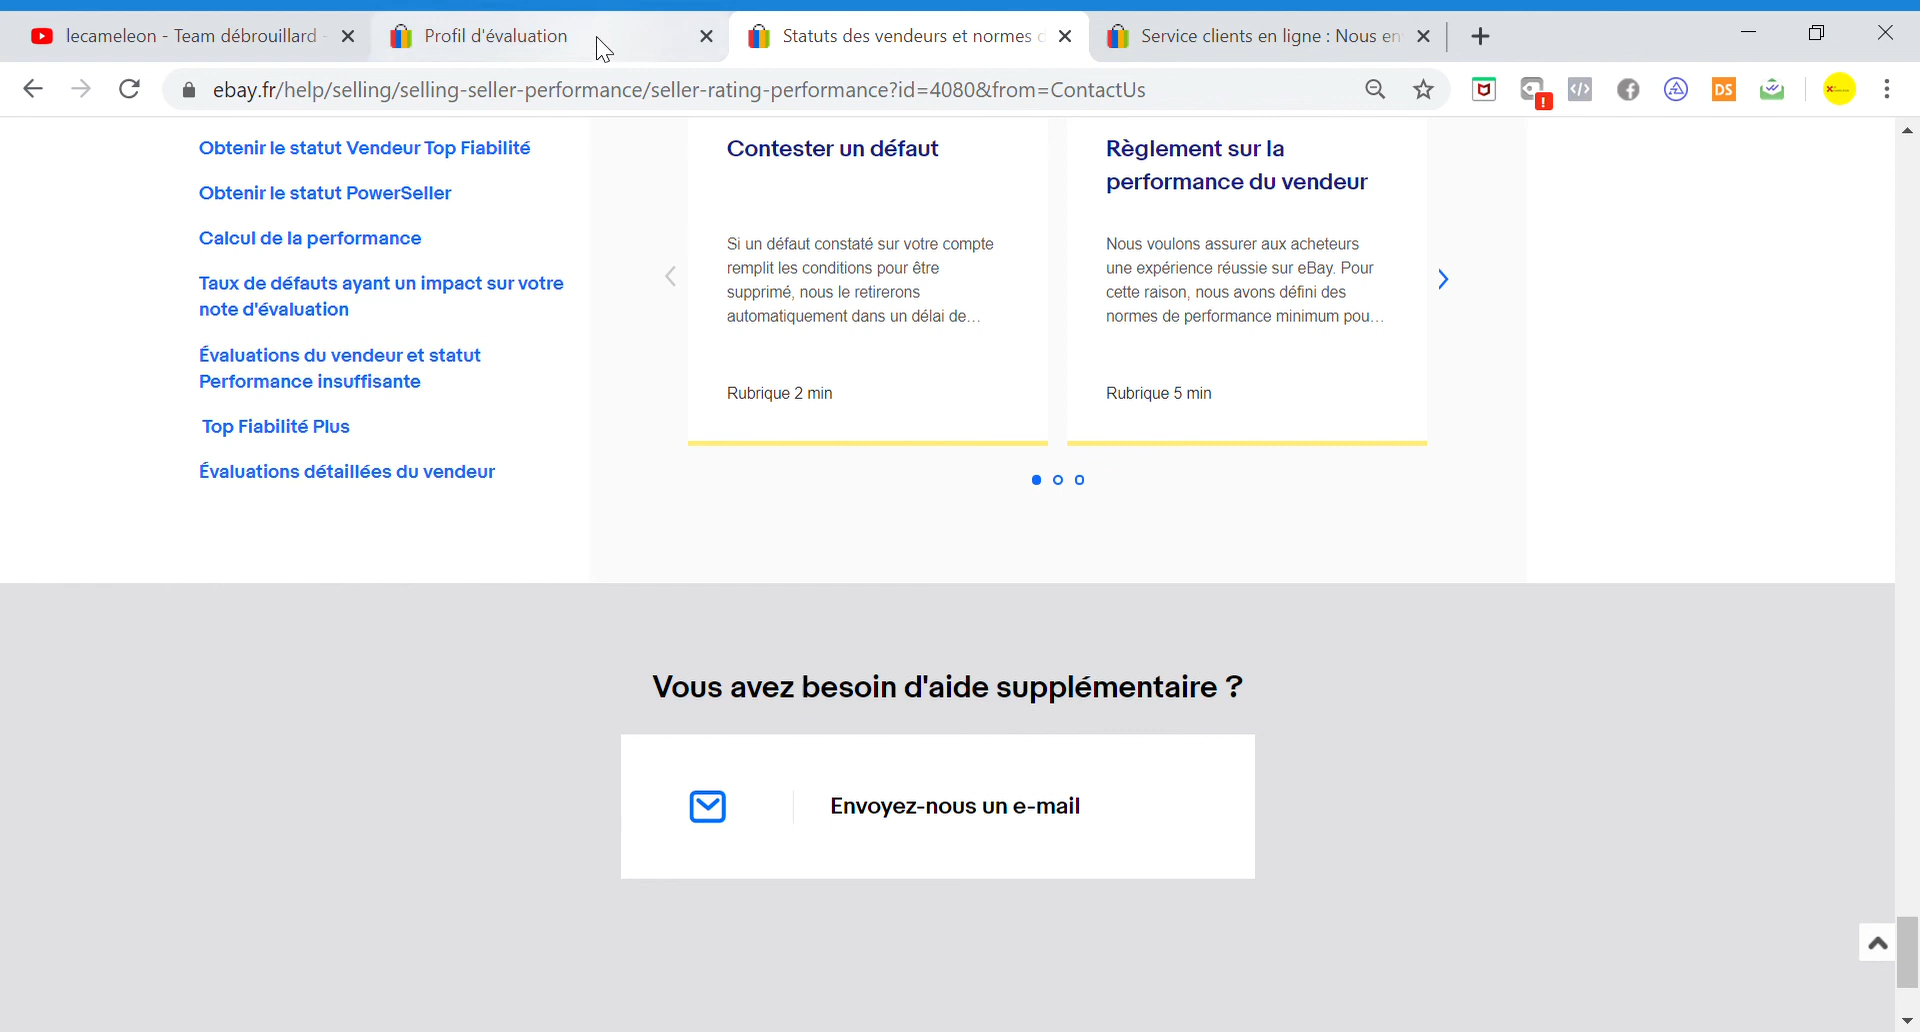 lecameleon - Team débrouillard -
Profil d'évaluation
Statuts des vendeurs et normes d
Service clients en ligne : Nous en
ebay.fr/help/selling/selling-seller-performance/seller-rating-performance?id=4080&from=ContactUs
DS
Obtenir le statut Vendeur Top Fiabilité
Obtenir le statut PowerSeller
Calcul de la performance
Taux de défauts ayant un impact sur votre
note d'évaluation
Évaluations du vendeur et statut
Performance insuffisante
Top Fiabilité Plus
Évaluations détaillées du vendeur
Contester un défaut
Si un défaut constaté sur votre compte
remplit les conditions pour être
supprimé, nous le retirerons
automatiquement dans un délai de...
Rubrique 2 min
Règlement sur la
performance du vendeur
Nous voulons assurer aux acheteurs
une expérience réussie sur eBay. Pour
cette raison, nous avons défini des
normes de performance minimum pou...
Rubrique 5 min
Vous avez besoin d'aide supplémentaire ?
Envoyez-nous un e-mail